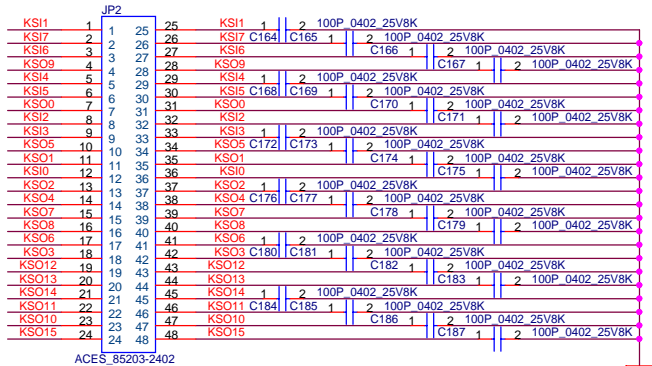 JP2
KSI1 1 1 25 25 KSI1 1 2 100P_0402_25V8K
KSI7 2 2 26 26 KSI7 C164 C165 1 2 100P_0402_25V8K
KSI6 3 3 27 27 KSI6 C166 1 2 100P_0402_25V8K
KSO9 4 4 28 28 KSO9 C167 1 2 100P_0402_25V8K
KSI4 5 5 29 29 KSI4 1 2 100P_0402_25V8K
KSI5 6 6 30 30 KSI5 C168 C169 1 2 100P_0402_25V8K
KSO0 7 7 31 31 KSO0 C170 1 2 100P_0402_25V8K
KSI2 8 8 32 32 KSI2 C171 1 2 100P_0402_25V8K
KSI3 9 9 33 33 KSI3 1 2 100P_0402_25V8K
KSO5 10 10 34 34 KSO5 C172 C173 1 2 100P_0402_25V8K
KSO1 11 11 35 35 KSO1 C174 1 2 100P_0402_25V8K
KSI0 12 12 36 36 KSI0 C175 1 2 100P_0402_25V8K
KSO2 13 13 37 37 KSO2 1 2 100P_0402_25V8K
KSO4 14 14 38 38 KSO4 C176 C177 1 2 100P_0402_25V8K
KSO7 15 15 39 39 KSO7 C178 1 2 100P_0402_25V8K
KSO8 16 16 40 40 KSO8 C179 1 2 100P_0402_25V8K
KSO6 17 17 41 41 KSO6 1 2 100P_0402_25V8K
KSO3 18 18 42 42 KSO3 C180 C181 1 2 100P_0402_25V8K
KSO12 19 19 43 43 KSO12 C182 1 2 100P_0402_25V8K
KSO13 20 20 44 44 KSO13 C183 1 2 100P_0402_25V8K
KSO14 21 21 45 45 KSO14 1 2 100P_0402_25V8K
KSO11 22 22 46 46 KSO11 C184 C185 1 2 100P_0402_25V8K
KSO10 23 23 47 47 KSO10 C186 1 2 100P_0402_25V8K
KSO15 24 24 48 48 KSO15 C187 1 2 100P_0402_25V8K
ACES_85203-2402